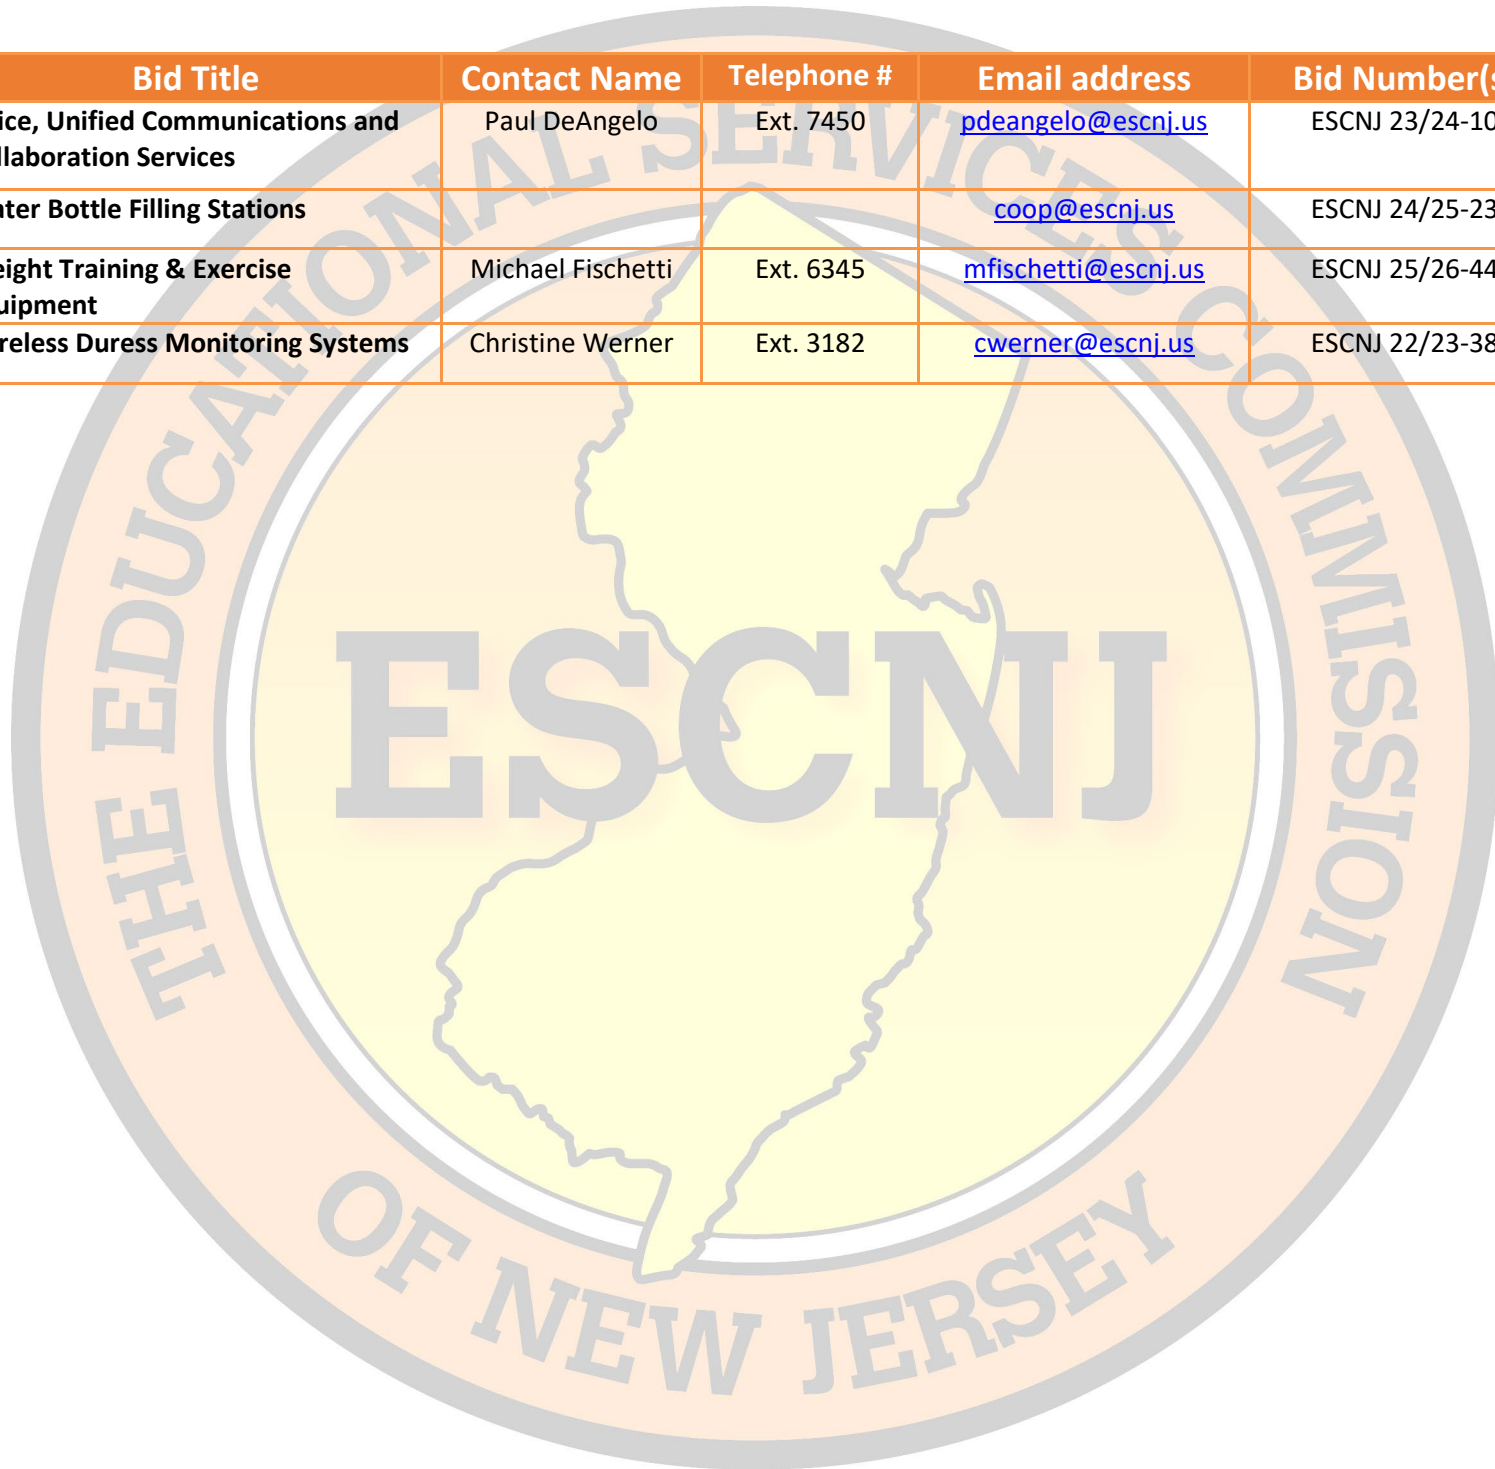 Bid Title Contact Name Telephone # Email address Bid Number(s
ice, Unified Communications and Paul DeAngelo Ext. 7450 pdeangelo@escnj.us ESCNJ 23/24-10
llaboration Services
ter Bottle Filling Stations coop@escnj.us ESCNJ 24/25-23
eight Training & Exercise Michael Fischetti Ext. 6345 mfischetti@escnj.us ESCNJ 25/26-44
uipment
reless Duress Monitoring Systems Christine Werner Ext. 3182 cwerner@escnj.us ESCNJ 22/23-38
THE EDUCATIONAL SERVICES COMMISSION
ESCNJ
OF NEW JERSEY